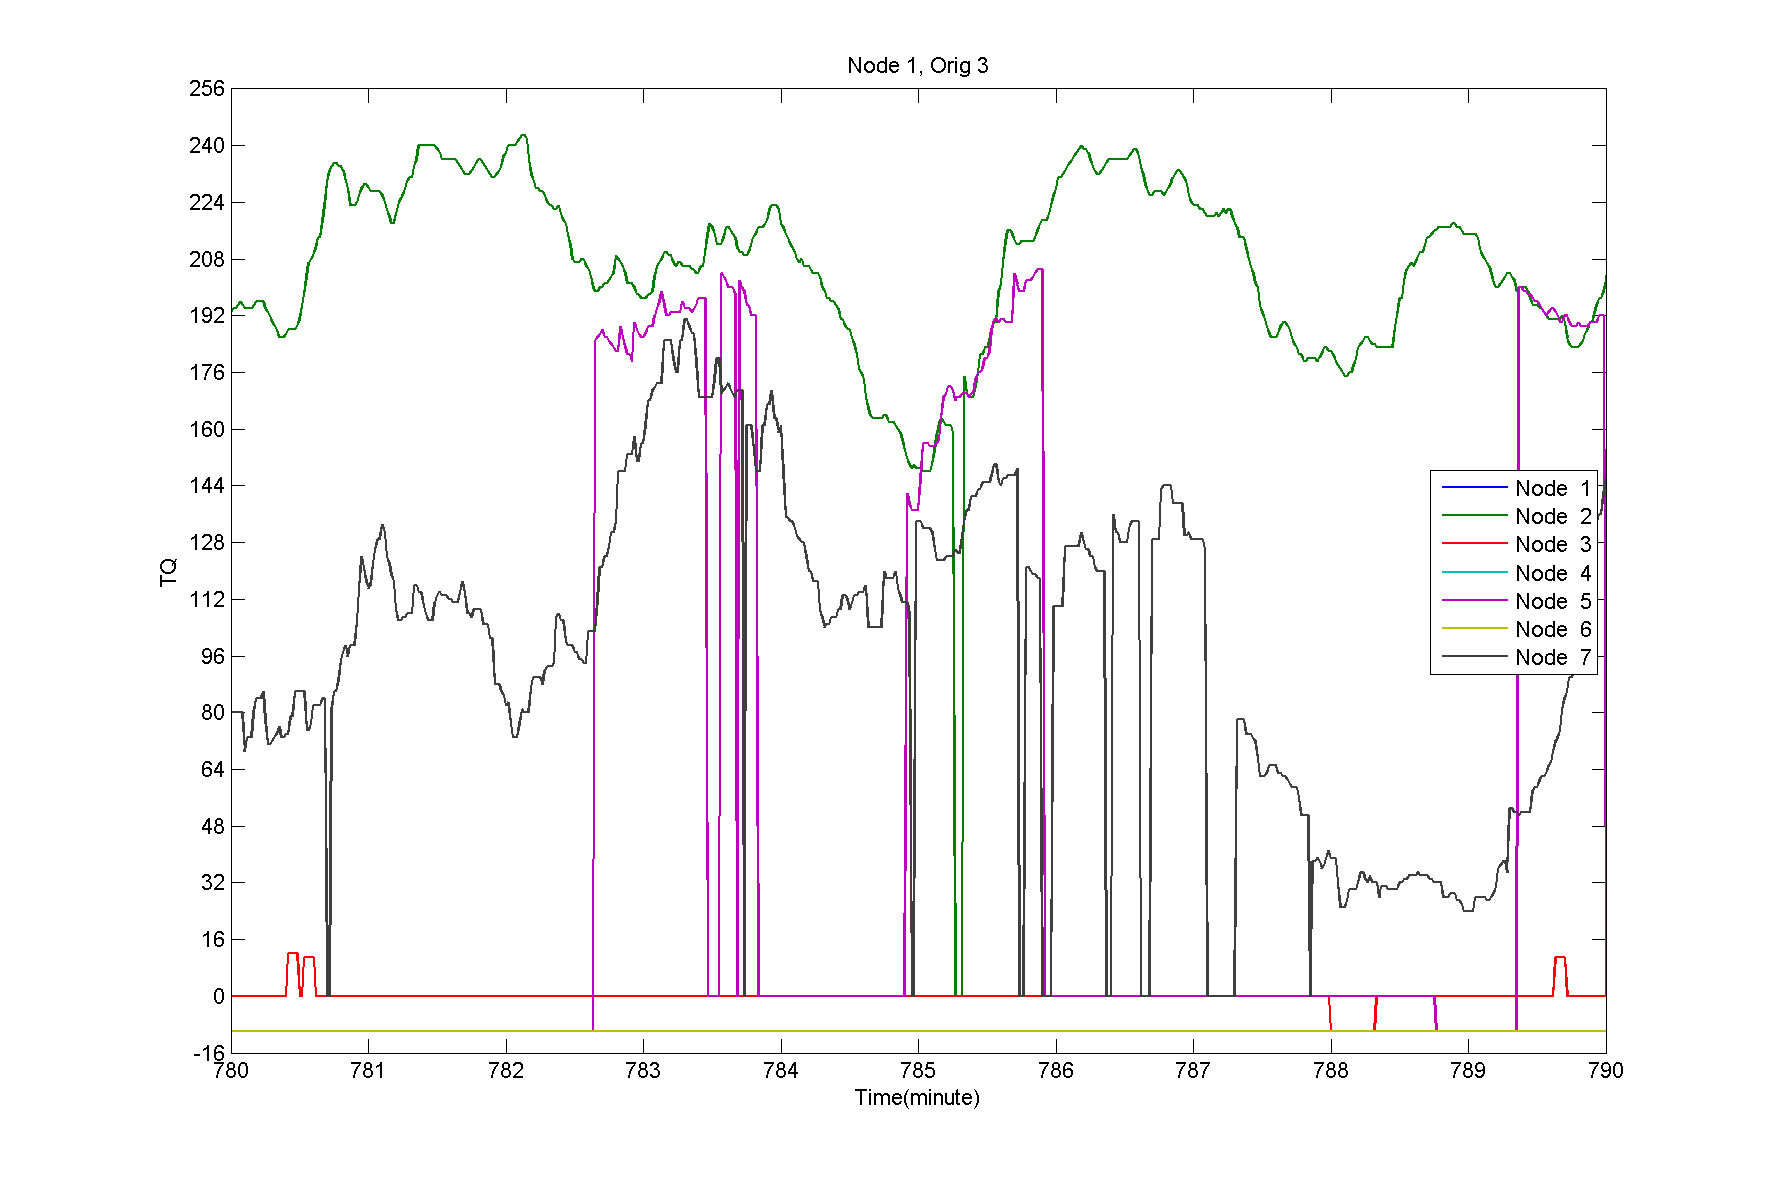 Node 1, Orig 3
256
240
224
208
192
176
160
144
128
112
96
80
64
48
32
16
0
-16
TQ
Node 1
Node 2
Node 3
Node 4
Node 5
Node 6
Node 7
780 781 782 783 784 785 786 787 788 789 790
Time(minute)